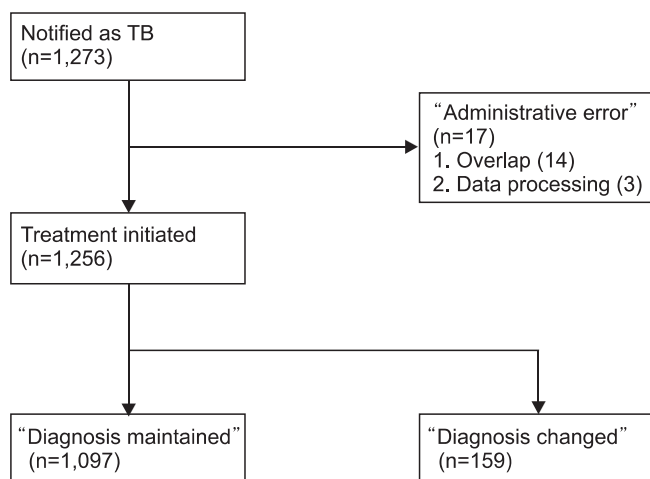 Notified as TB
(n=1,273)
“Administrative error”
(n=17)
1. Overlap (14)
2. Data processing (3)
Treatment initiated
(n=1,256)
“Diagnosis maintained”
(n=1,097)
“Diagnosis changed”
(n=159)